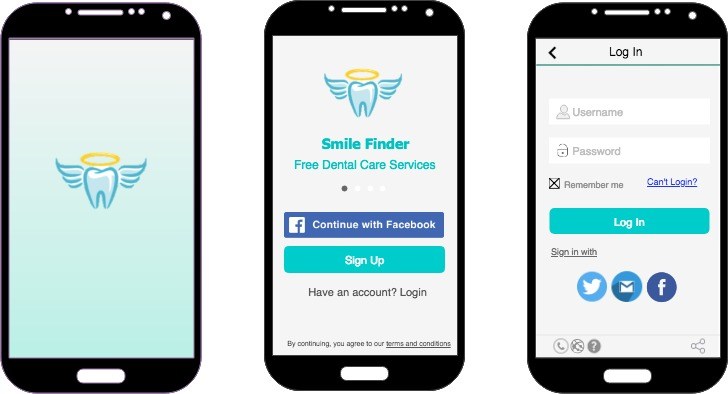 Smile Finder
Free Dental Care Services
Continue with Facebook
Sign Up
Have an account? Login
By continuing, you agree to our terms and conditions
Log In
Username
Password
Remember me Can't Login?
Log In
Sign in with